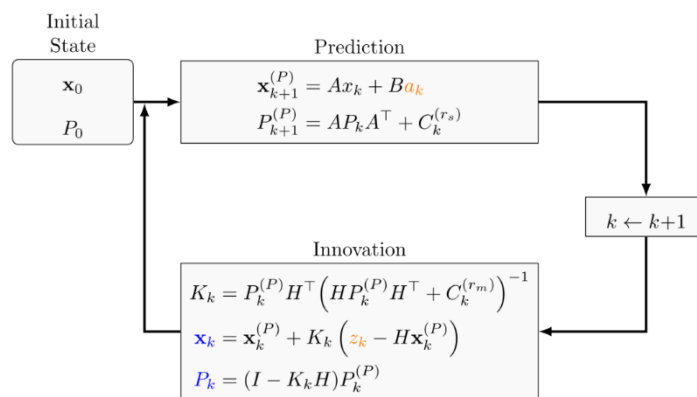 Initial
State
x₀
P₀
Prediction
x_{k+1}^{(P)} = Ax_k + Ba_k
P_{k+1}^{(P)} = AP_kA^⊤ + C_k^{(r_s)}
k ← k+1
Innovation
K_k = P_k^{(P)}H^⊤(HP_k^{(P)}H^⊤ + C_k^{(r_m)})^{−1}
x_k = x_k^{(P)} + K_k(z_k − Hx_k^{(P)})
P_k = (I − K_kH)P_k^{(P)}